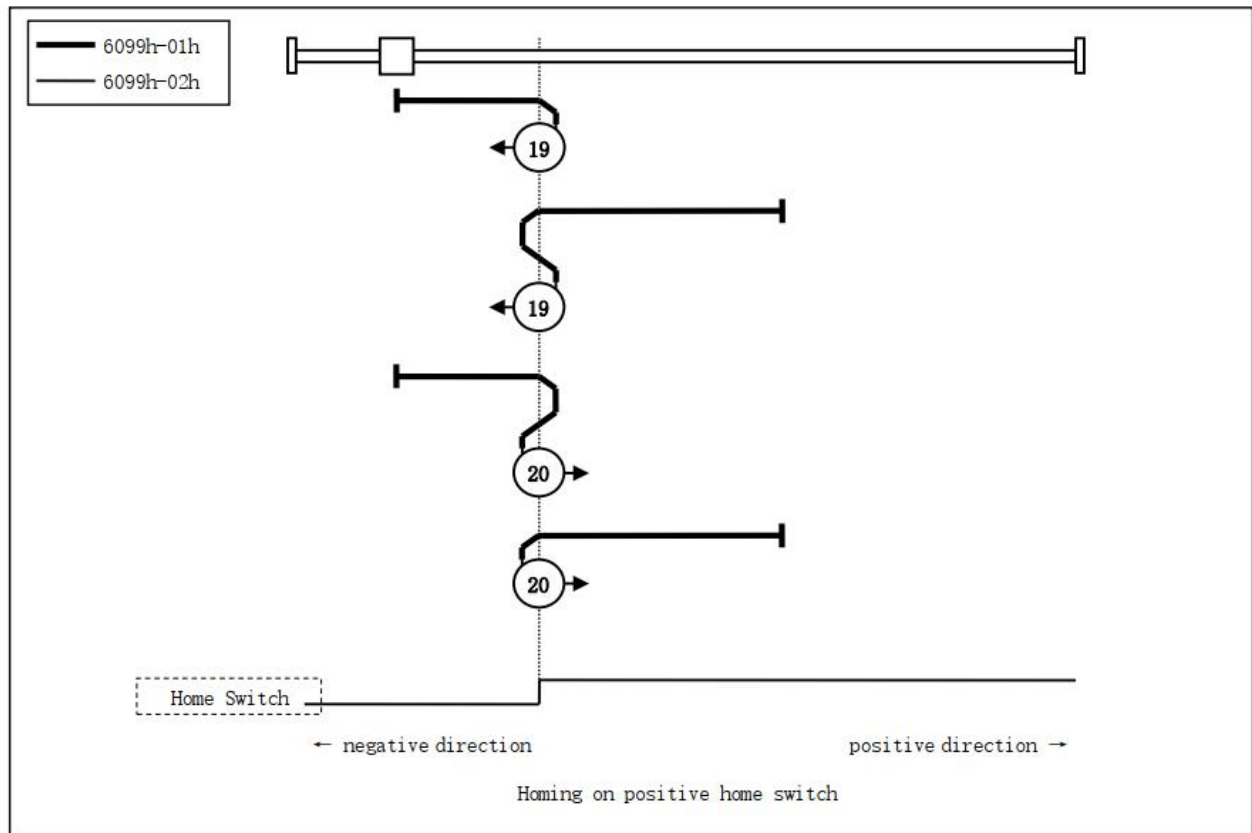 6099h-01h
6099h-02h
19
19
20
20
Home Switch
← negative direction
positive direction →
Homing on positive home switch